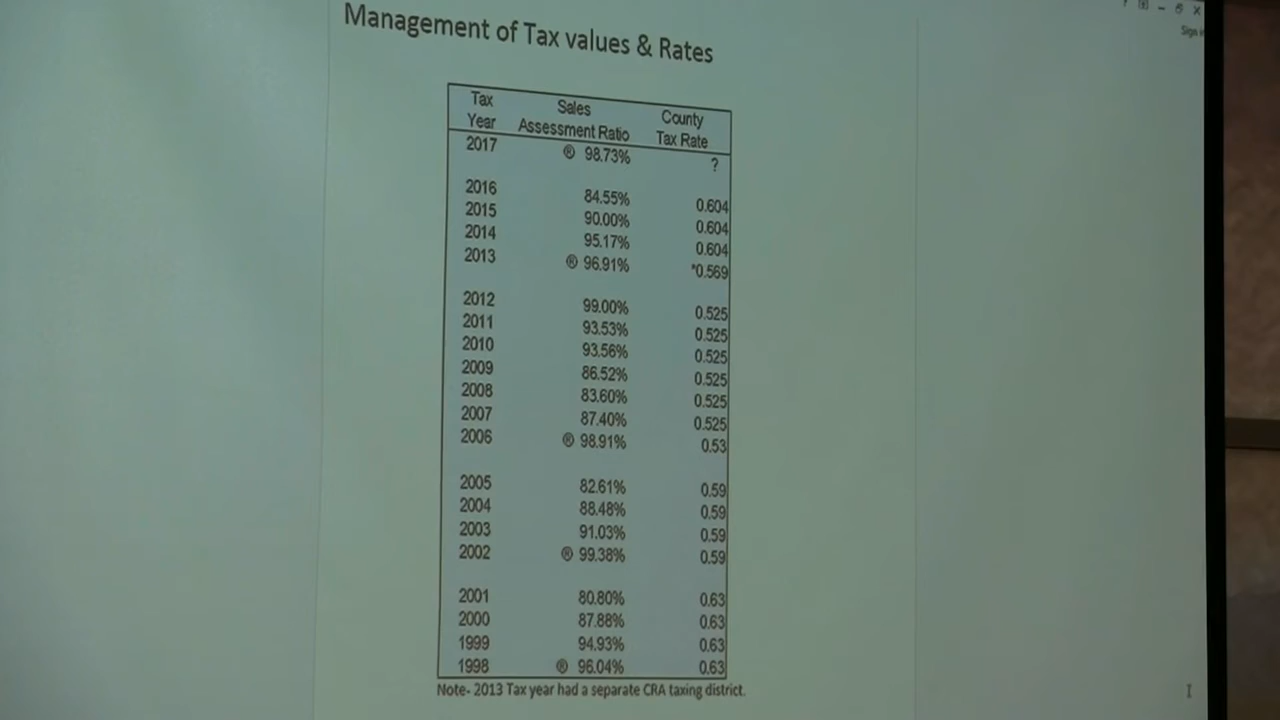 Sign i
Management of Tax values & Rates
Tax Year Sales Assessment Ratio County Tax Rate
2017 ® 98.73% ?
2016 84.55% 0.604
2015 90.00% 0.604
2014 95.17% 0.604
2013 ® 96.91% *0.569
2012 99.00% 0.525
2011 93.53% 0.525
2010 93.56% 0.525
2009 86.52% 0.525
2008 83.60% 0.525
2007 87.40% 0.525
2006 ® 98.91% 0.53
2005 82.61% 0.59
2004 88.48% 0.59
2003 91.03% 0.59
2002 ® 99.38% 0.59
2001 80.80% 0.63
2000 87.88% 0.63
1999 94.93% 0.63
1998 ® 96.04% 0.63
Note- 2013 Tax year had a separate CRA taxing district.